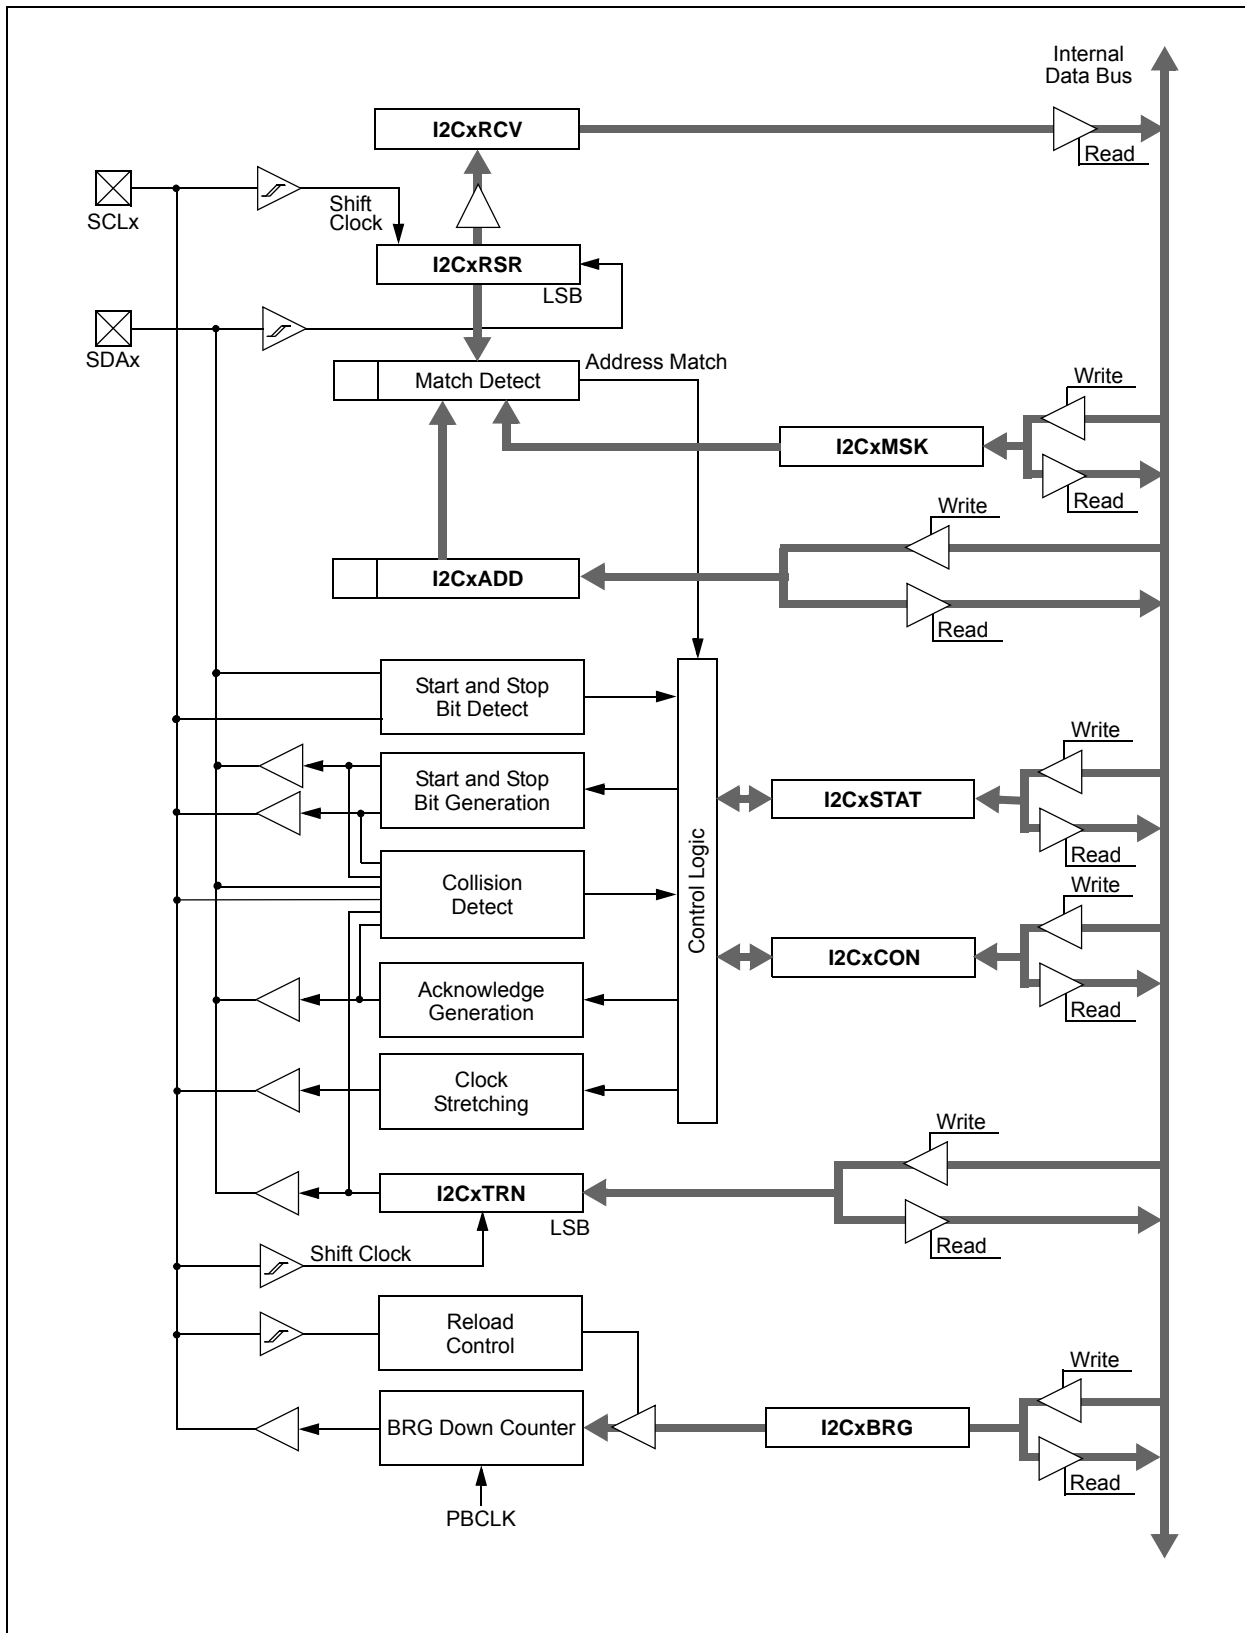 Internal
Data Bus
I2CxRCV
Read
SCLx
Shift
Clock
I2CxRSR
LSB
SDAx
Address Match
Match Detect
Write
I2CxMSK
Read
Write
I2CxADD
Read
Start and Stop
Bit Detect
Write
Start and Stop
Bit Generation
I2CxSTAT
Read
Control Logic
Collision
Detect
Write
I2CxCON
Read
Acknowledge
Generation
Clock
Stretching
Write
I2CxTRN
LSB
Read
Shift Clock
Reload
Control
Write
BRG Down Counter
I2CxBRG
Read
PBCLK